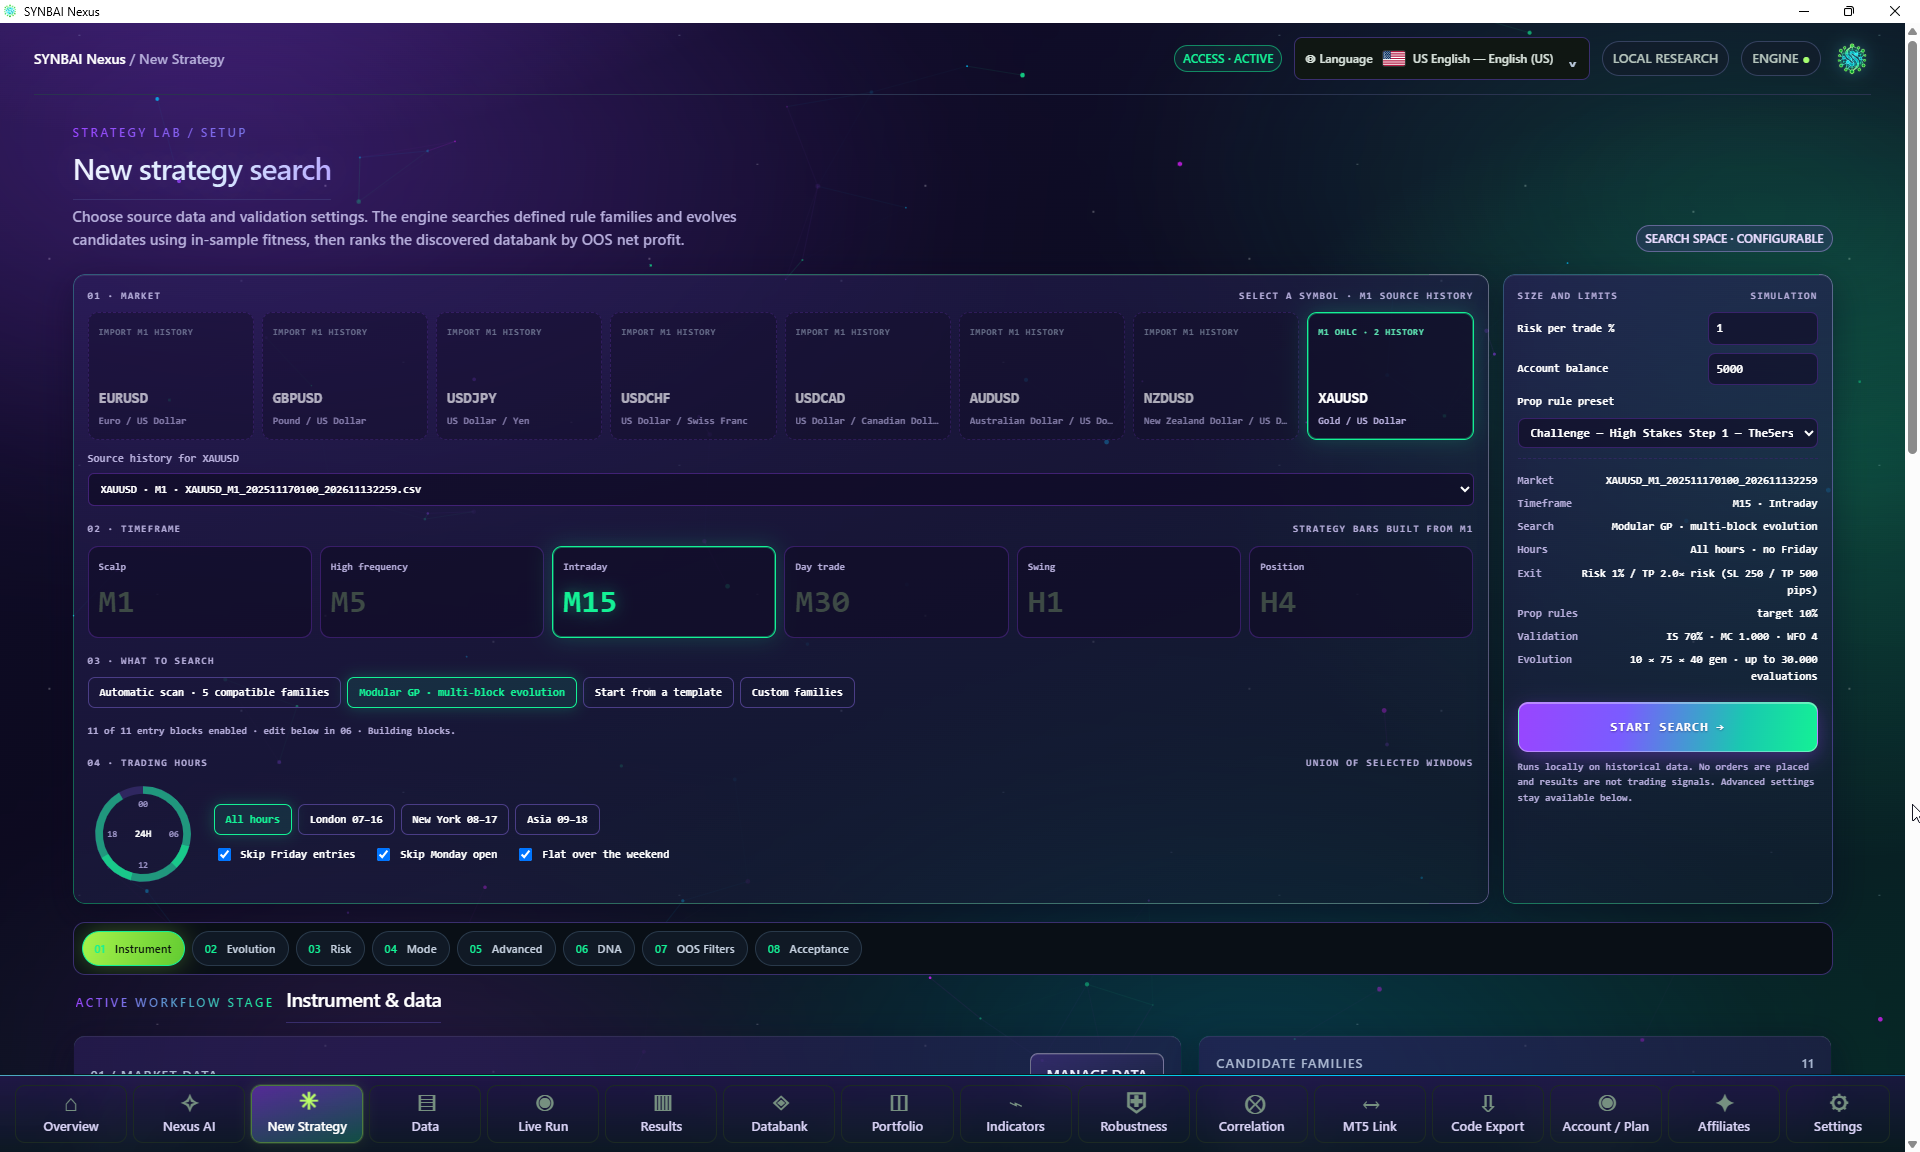 SYNBAI Nexus
SYNBAI Nexus / New Strategy
ACCESS · ACTIVE
Language US English — English (US)
LOCAL RESEARCH
ENGINE
STRATEGY LAB / SETUP
New strategy search
Choose source data and validation settings. The engine searches defined rule families and evolves
candidates using in-sample fitness, then ranks the discovered databank by OOS net profit.
SEARCH SPACE · CONFIGURABLE
01 · MARKET
SELECT A SYMBOL · M1 SOURCE HISTORY
IMPORT M1 HISTORY
EURUSD
Euro / US Dollar
IMPORT M1 HISTORY
GBPUSD
Pound / US Dollar
IMPORT M1 HISTORY
USDJPY
US Dollar / Yen
IMPORT M1 HISTORY
USDCHF
US Dollar / Swiss Franc
IMPORT M1 HISTORY
USDCAD
US Dollar / Canadian Doll…
IMPORT M1 HISTORY
AUDUSD
Australian Dollar / US Do…
IMPORT M1 HISTORY
NZDUSD
New Zealand Dollar / US D…
M1 OHLC · 2 HISTORY
XAUUSD
Gold / US Dollar
Source history for XAUUSD
XAUUSD · M1 · XAUUSD_M1_202511170100_202611132259.csv
02 · TIMEFRAME
STRATEGY BARS BUILT FROM M1
Scalp
M1
High frequency
M5
Intraday
M15
Day trade
M30
Swing
H1
Position
H4
03 · WHAT TO SEARCH
Automatic scan · 5 compatible families
Modular GP · multi-block evolution
Start from a template
Custom families
11 of 11 entry blocks enabled · edit below in 06 · Building blocks.
04 · TRADING HOURS
UNION OF SELECTED WINDOWS
00
18 24H 06
12
All hours
London 07–16
New York 08–17
Asia 09–18
Skip Friday entries
Skip Monday open
Flat over the weekend
SIZE AND LIMITS
SIMULATION
Risk per trade % 1
Account balance 5000
Prop rule preset
Challenge — High Stakes Step 1 — The5ers
Market XAUUSD_M1_202511170100_202611132259
Timeframe M15 · Intraday
Search Modular GP · multi-block evolution
Hours All hours · no Friday
Exit Risk 1% / TP 2.0× risk (SL 250 / TP 500
pips)
Prop rules target 10%
Validation IS 70% · MC 1.000 · WFO 4
Evolution 10 × 75 × 40 gen · up to 30.000
evaluations
START SEARCH →
Runs locally on historical data. No orders are placed
and results are not trading signals. Advanced settings
stay available below.
01 Instrument
02 Evolution
03 Risk
04 Mode
05 Advanced
06 DNA
07 OOS Filters
08 Acceptance
ACTIVE WORKFLOW STAGE Instrument & data
01 / MARKET DATA
MANAGE DATA
CANDIDATE FAMILIES
11
Overview
Nexus AI
New Strategy
Data
Live Run
Results
Databank
Portfolio
Indicators
Robustness
Correlation
MT5 Link
Code Export
Account / Plan
Affiliates
Settings